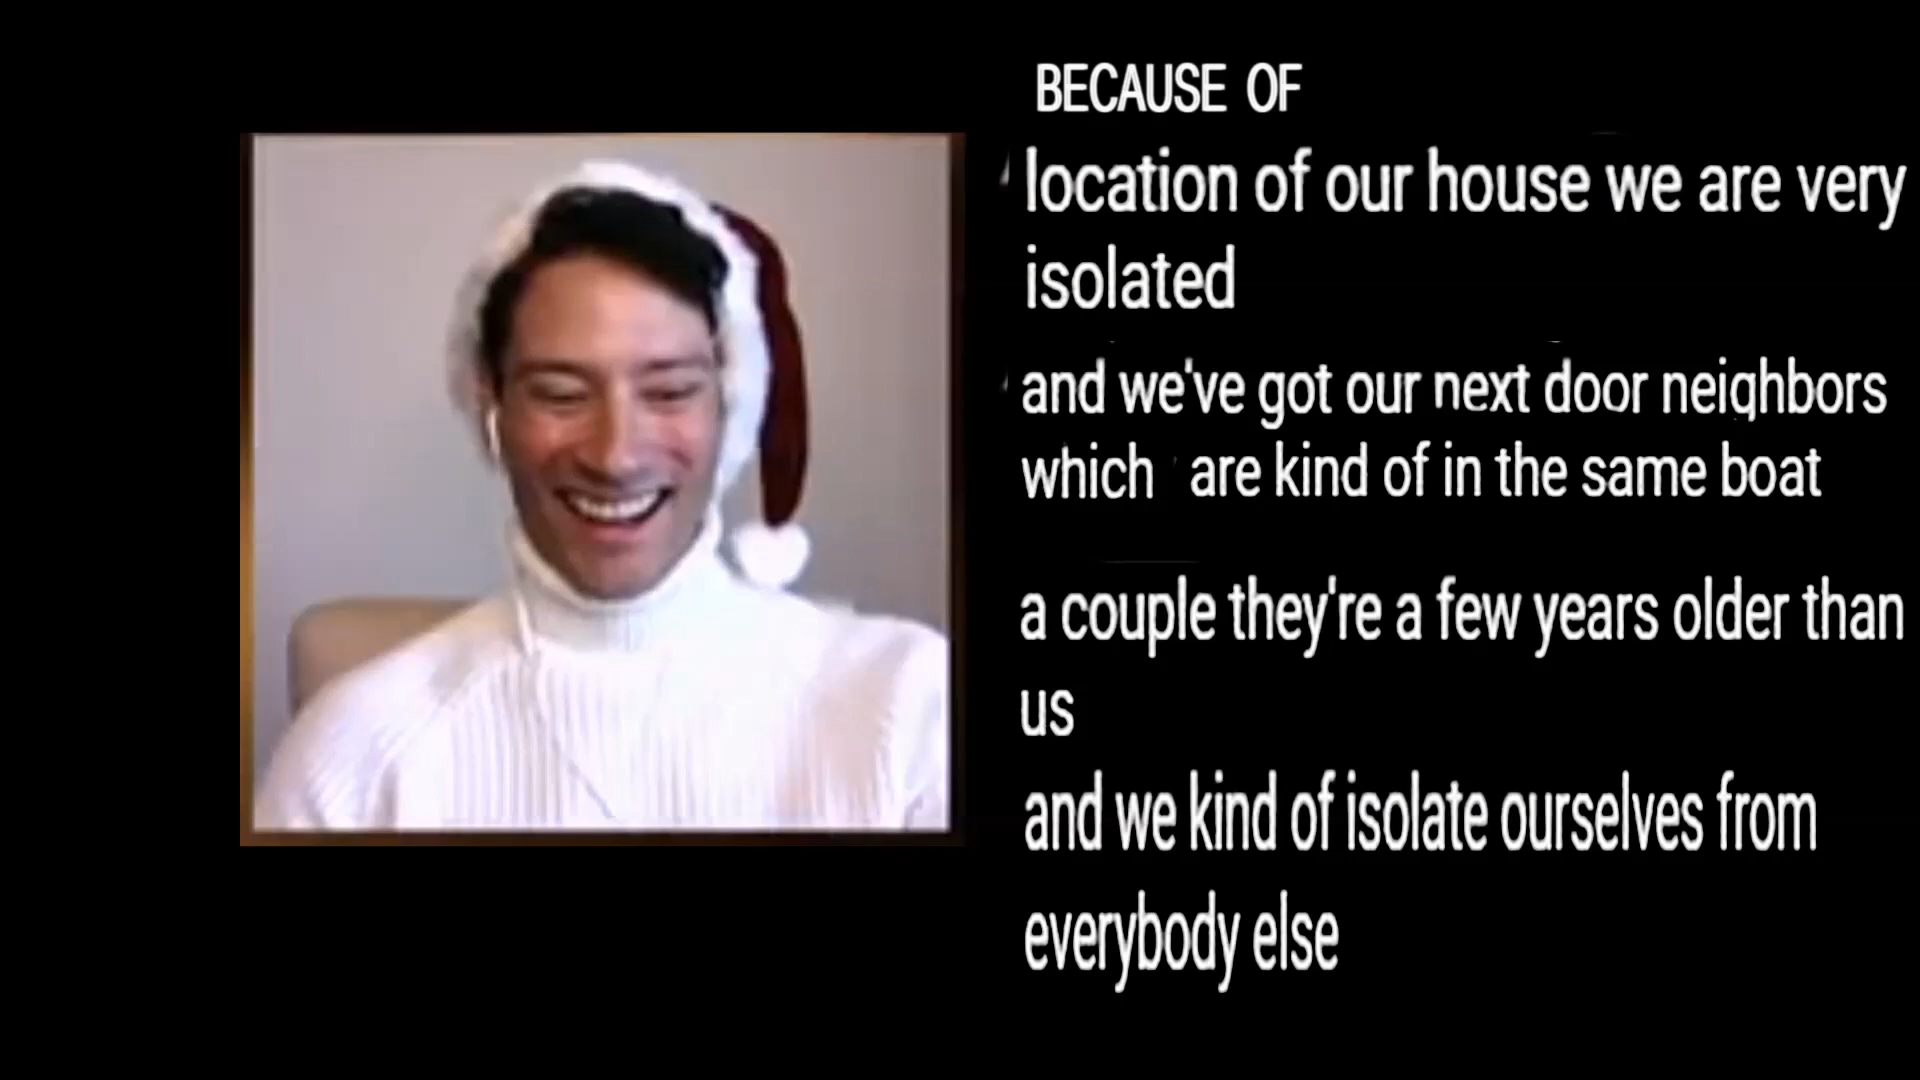 BECAUSE OF
location of our house we are very
isolated
and we've got our next door neighbors
which are kind of in the same boat
a couple they're a few years older than
us
and we kind of isolate ourselves from
everybody else